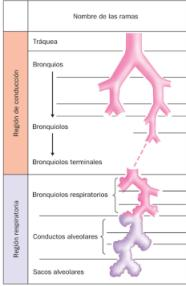 Nombre de las ramas
Región de conducción
Tráquea
Bronquios
Bronquiolos
Bronquiolos terminales
Región respiratoria
Bronquiolos respiratorios
Conductos alveolares
Sacos alveolares